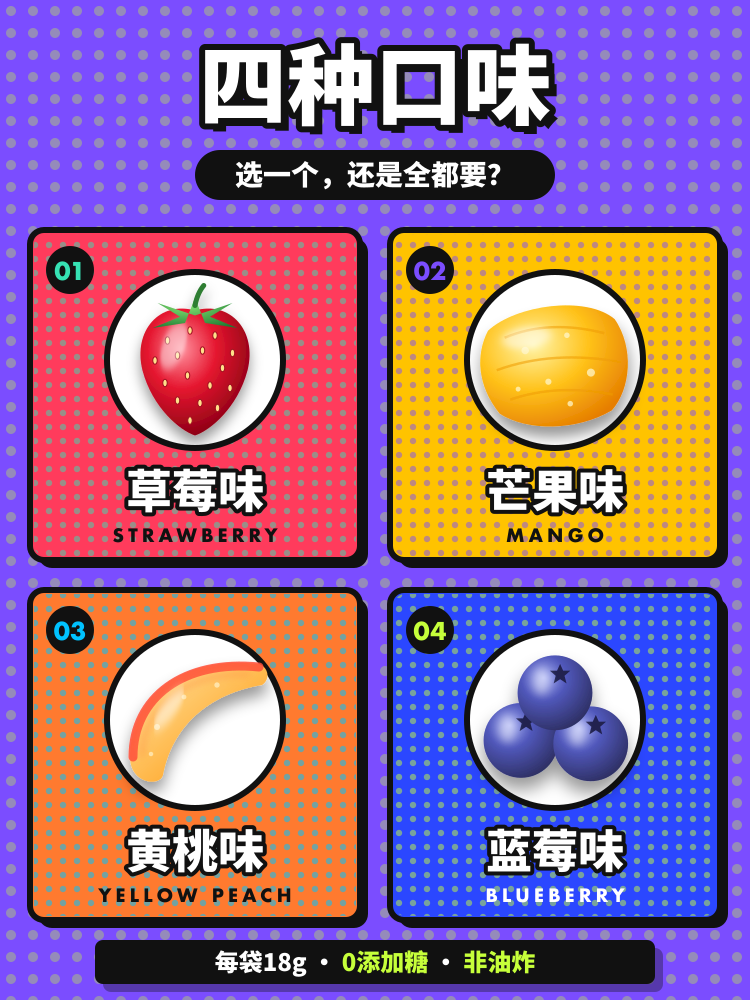 四种口味
选一个，还是全都要？
01
草莓味
STRAWBERRY
02
芒果味
MANGO
03
黄桃味
YELLOW PEACH
04
蓝莓味
BLUEBERRY
每袋18g • 0添加糖 • 非油炸